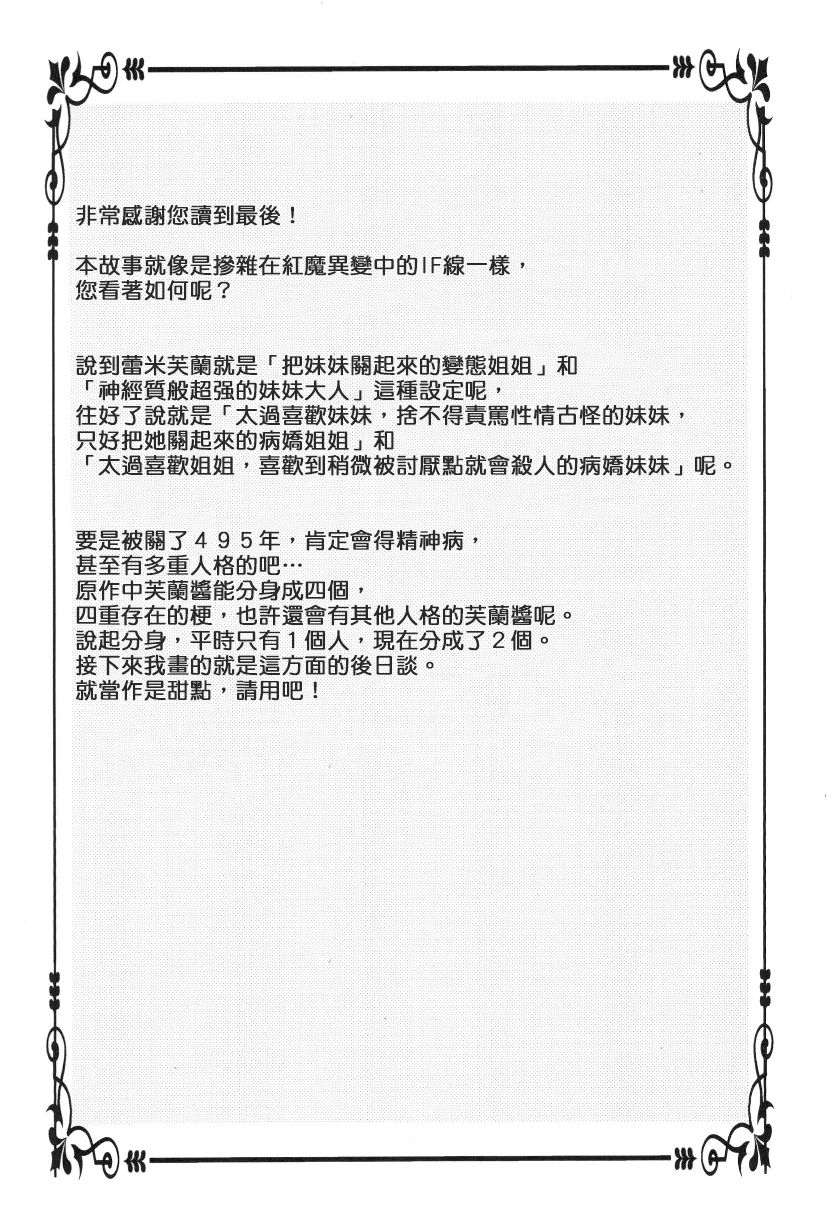 非常感謝您讀到最後！
本故事就像是摻雜在紅魔異變中的IF線一樣，
您看著如何呢？
說到蕾米芙蘭就是「把妹妹關起來的變態姐姐」和
「神經質般超强的妹妹大人」這種設定呢，
往好了說就是「太過喜歡妹妹，捨不得責罵性情古怪的妹妹，
只好把她關起來的病嬌姐姐」和
「太過喜歡姐姐，喜歡到稍微被討厭點就會殺人的病嬌妹妹」呢。
要是被關了４９５年，肯定會得精神病，
甚至有多重人格的吧…
原作中芙蘭醬能分身成四個，
四重存在的梗，也許還會有其他人格的芙蘭醬呢。
說起分身，平時只有１個人，現在分成了２個。
接下來我畫的就是這方面的後日談。
就當作是甜點，請用吧！